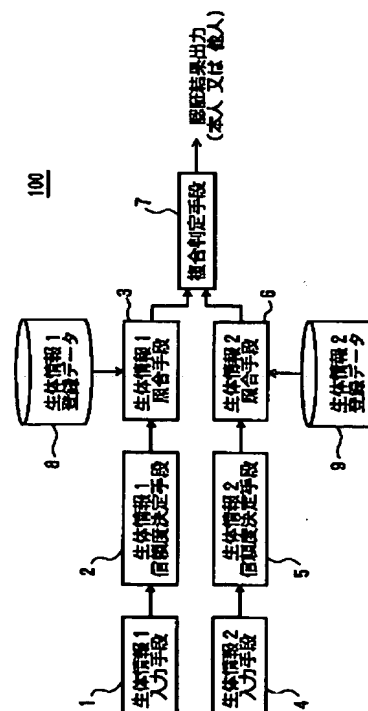 100
8
生体情報1
登録データ
1
生体情報1
入力手段
2
生体情報1
信頼度決定手段
3
生体情報1
照合手段
7
複合判定手段
認証結果出力
(本人 又は 他人)
4
生体情報2
入力手段
5
生体情報2
信頼度決定手段
6
生体情報2
照合手段
9
生体情報2
登録データ